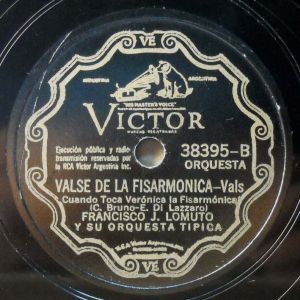 VE
"HIS MASTER'S VOICE"
INDUSTRIA
ARGENTINA
VICTOR
MARCAS REGISTRADAS
Ejecución pública y radio-
transmisión reservadas por
la RCA Victor Argentina Inc.
38395-B
ORQUESTA
VALSE DE LA FISARMONICA-Vals
(Cuando Toca Verónica la Fisarmónica)
(C. Bruno-E. Di Lazzaro)
FRANCISCO J. LOMUTO
Y SU ORQUESTA TIPICA
VE